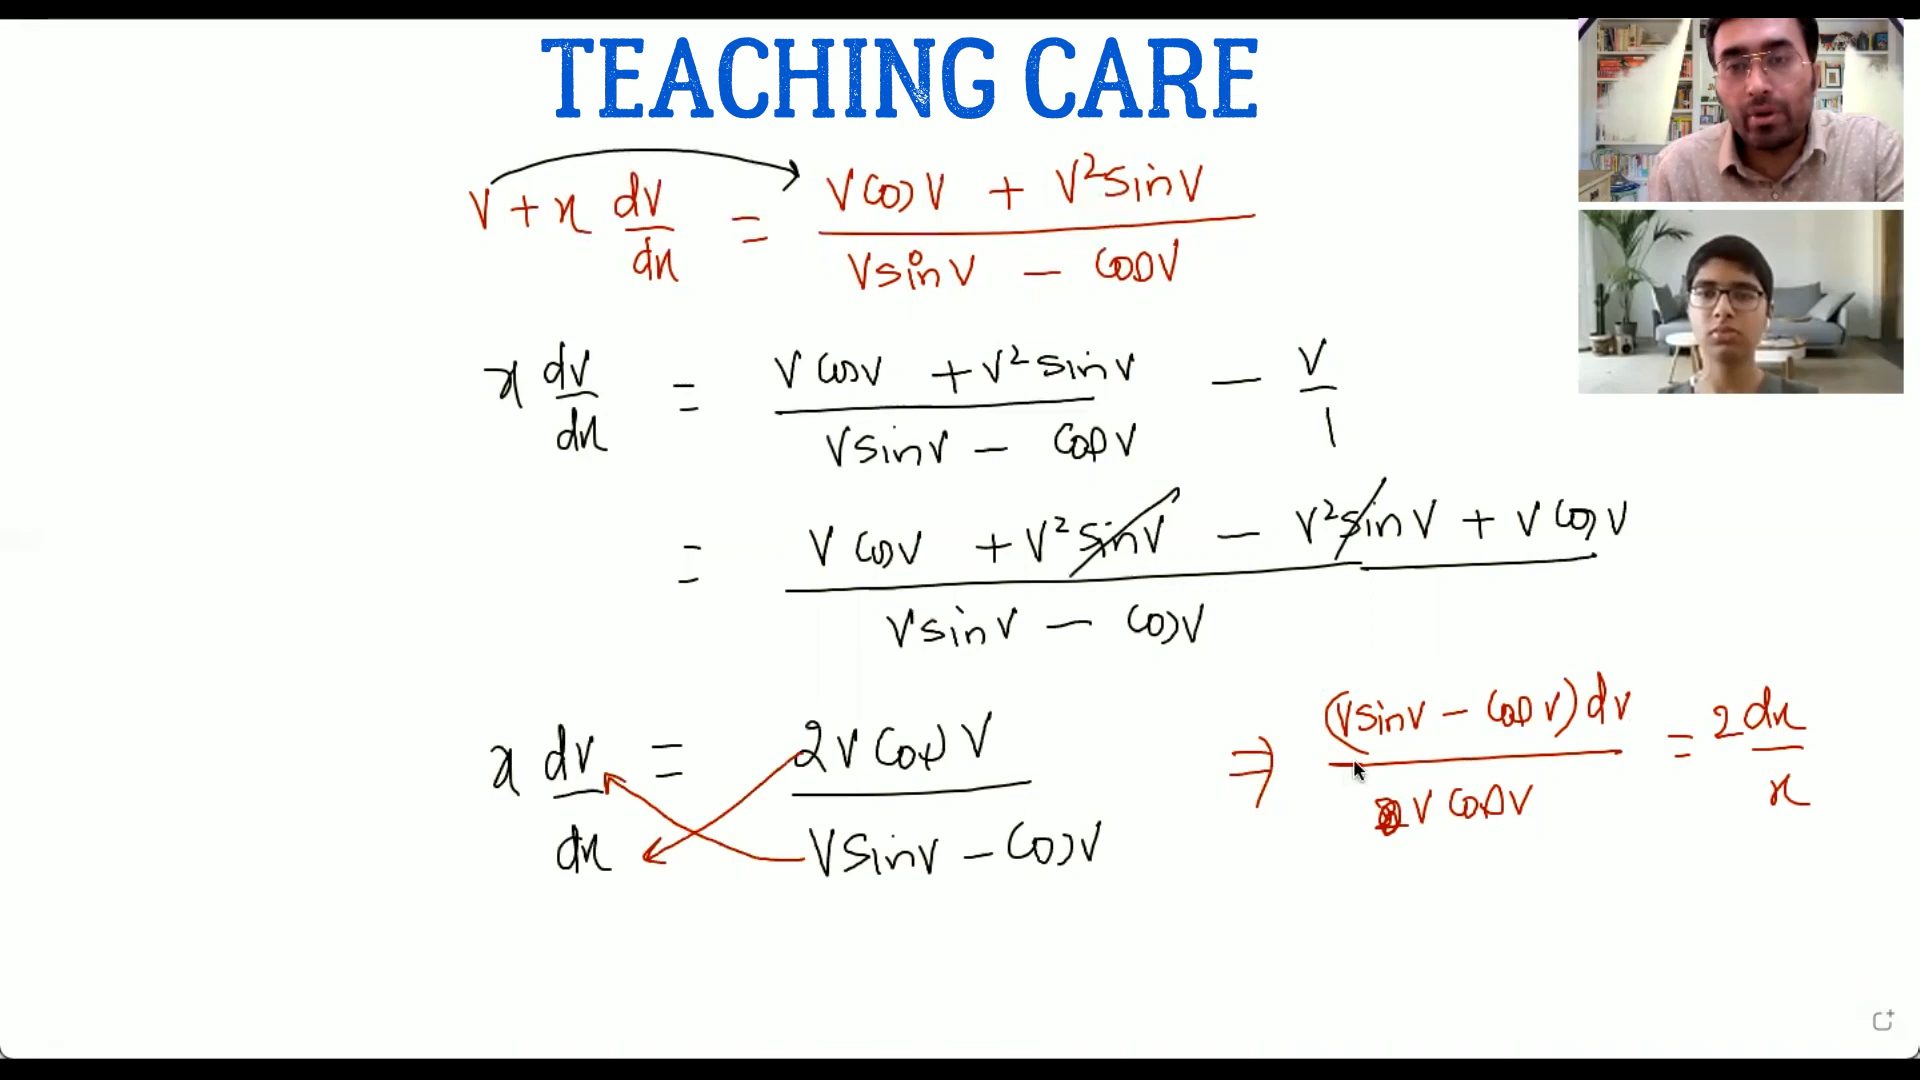 TEACHING CARE
v + x dv/dx = (v cos v + v² sin v)/(v sin v − cos v)
x dv/dx = (v cos v + v² sin v)/(v sin v − cos v) − v/1
= (v cos v + v² sin v − v² sin v + v cos v)/(v sin v − cos v)
x dv/dx = (2v cos v)/(v sin v − cos v) ⇒ (v sin v − cos v) dv/(v cos v) = 2 dx/x